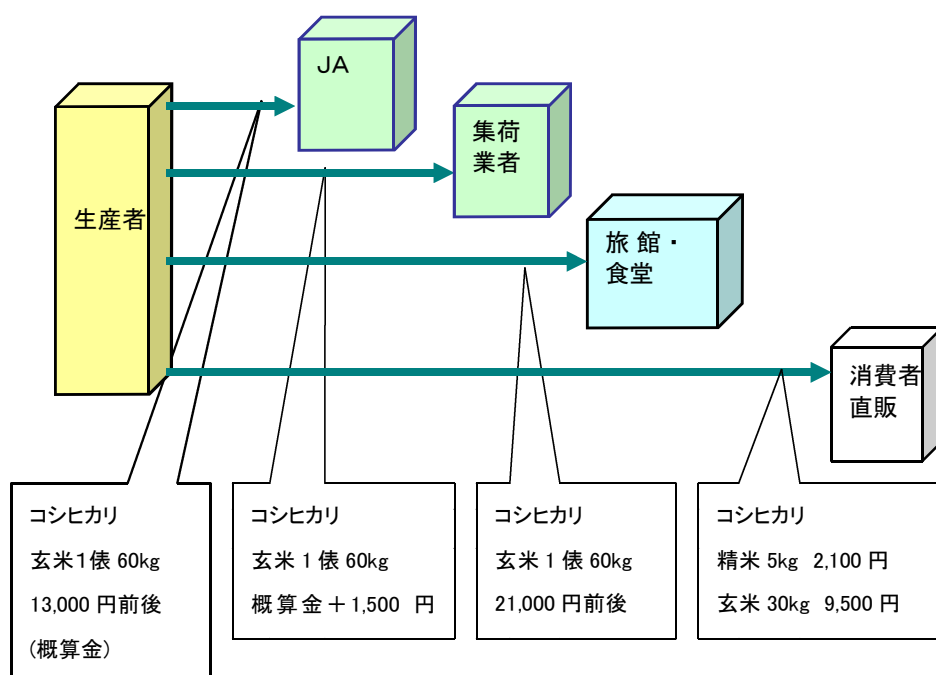 JA
集荷
業者
生産者
旅館・
食堂
消費者
直販
コシヒカリ
玄米1俵 60kg
13,000 円前後
(概算金)
コシヒカリ
玄米 1 俵 60kg
概算金＋1,500 円
コシヒカリ
玄米 1 俵 60kg
21,000 円前後
コシヒカリ
精米 5kg 2,100 円
玄米 30kg 9,500 円